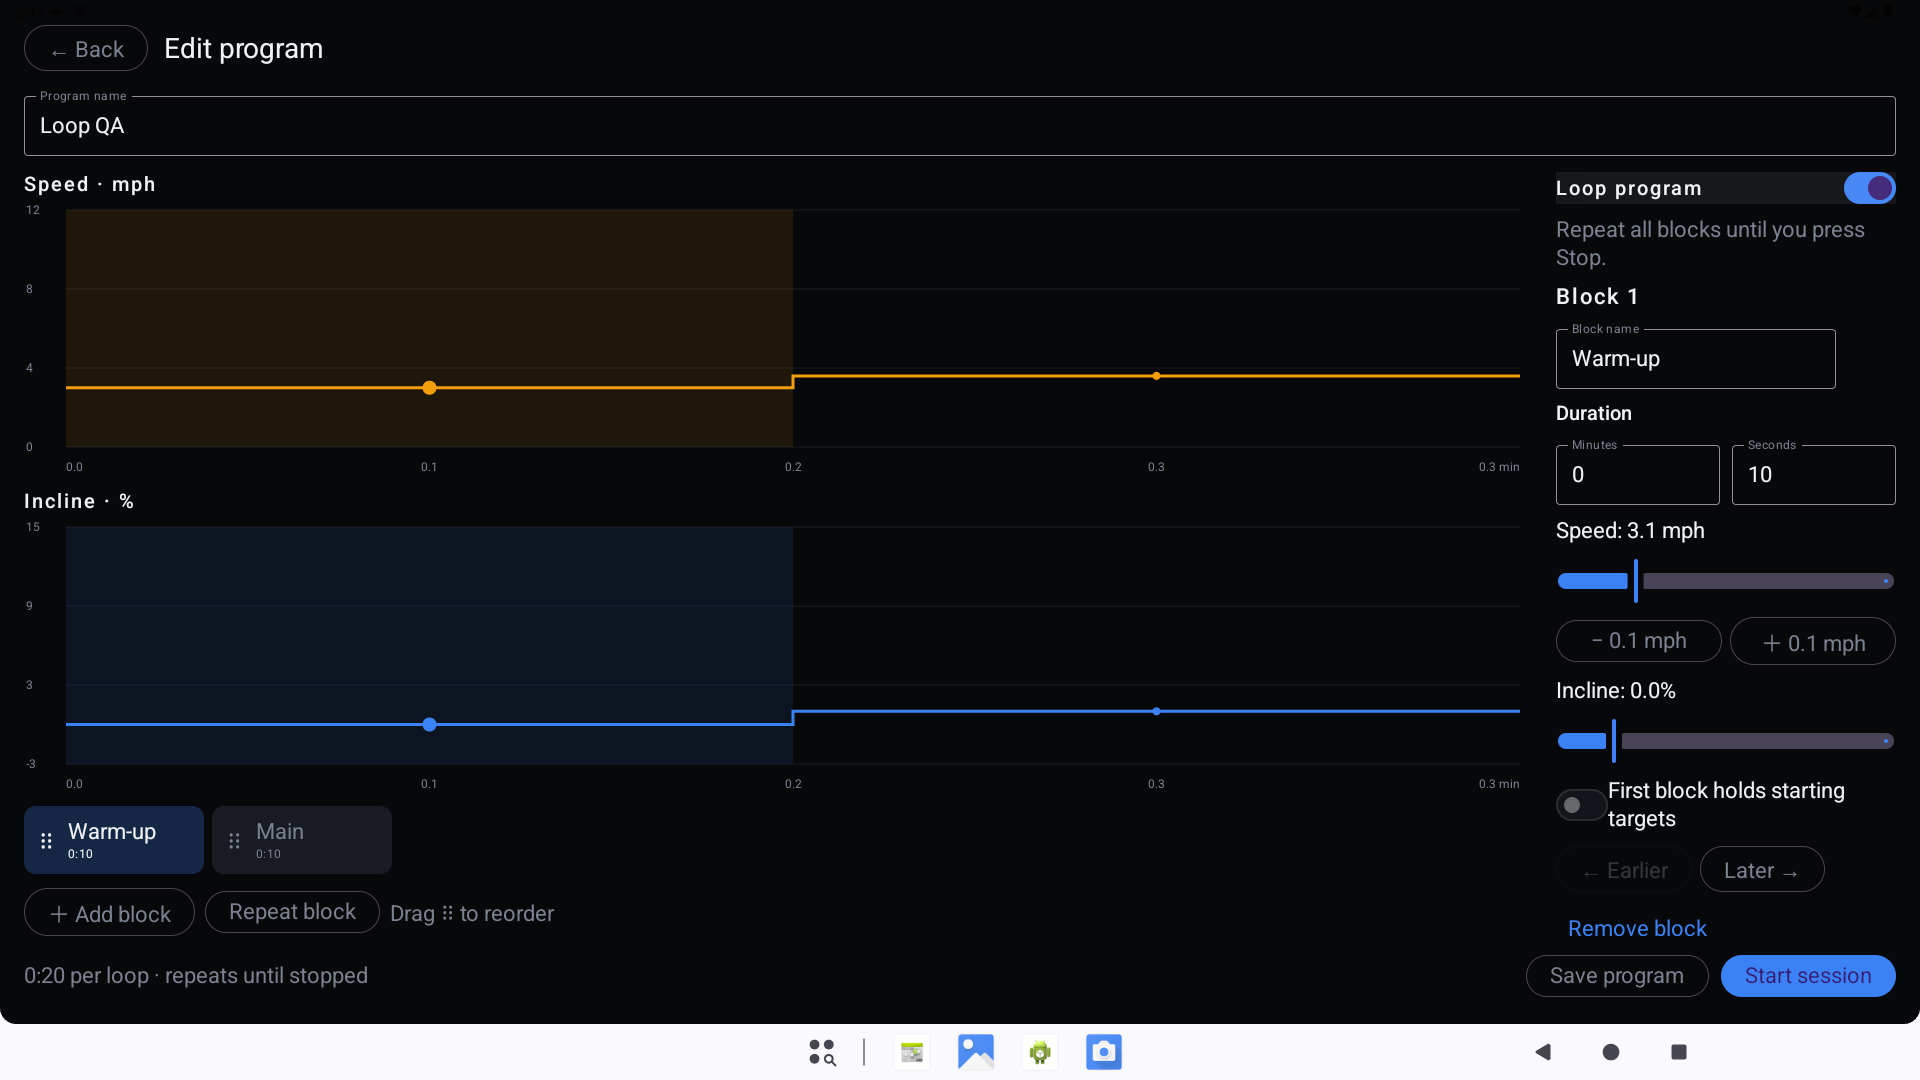 ← Back
Edit program
Program name
Loop QA
Speed · mph
12
8
4
0
0.0
0.1
0.2
0.3
0.3 min
Incline · %
15
9
3
-3
0.0
0.1
0.2
0.3
0.3 min
Warm-up
0:10
Main
0:10
+ Add block
Repeat block
Drag ⠿ to reorder
0:20 per loop · repeats until stopped
Loop program
Repeat all blocks until you press
Stop.
Block 1
Block name
Warm-up
Duration
Minutes
0
Seconds
10
Speed: 3.1 mph
− 0.1 mph
+ 0.1 mph
Incline: 0.0%
First block holds starting
targets
← Earlier
Later →
Remove block
Save program
Start session